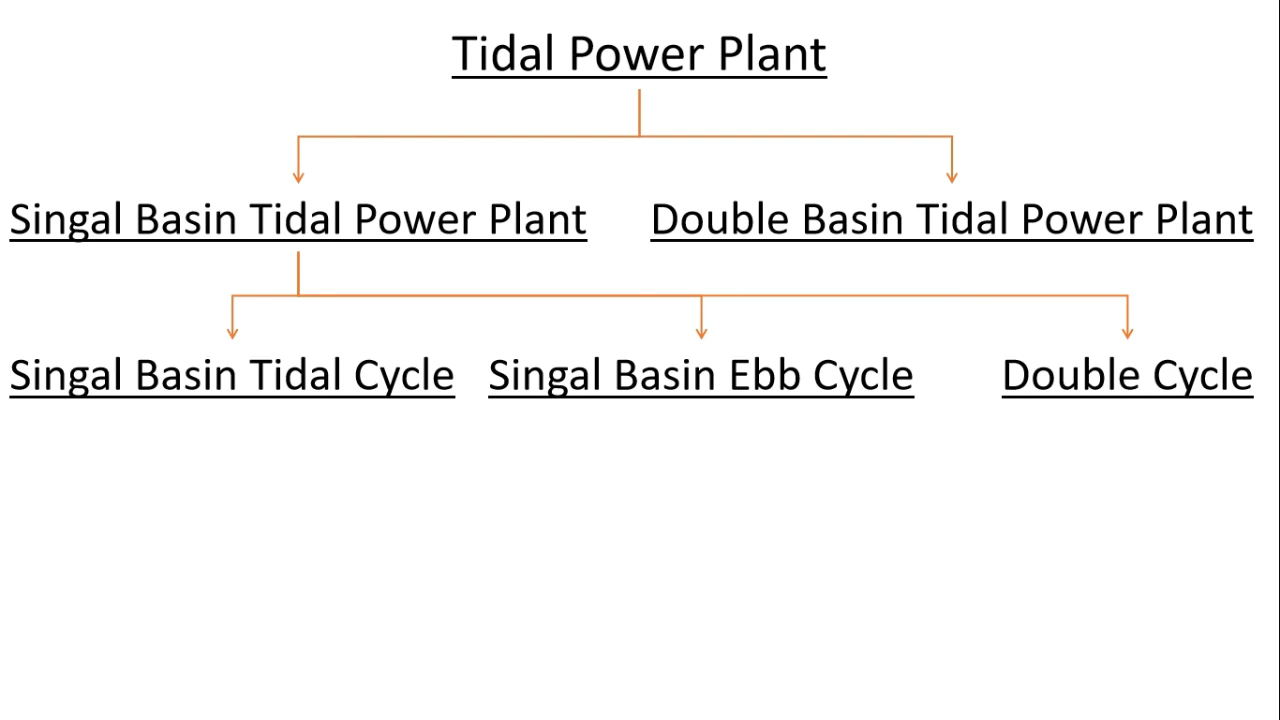 Tidal Power Plant
Singal Basin Tidal Power Plant
Double Basin Tidal Power Plant
Singal Basin Tidal Cycle
Singal Basin Ebb Cycle
Double Cycle